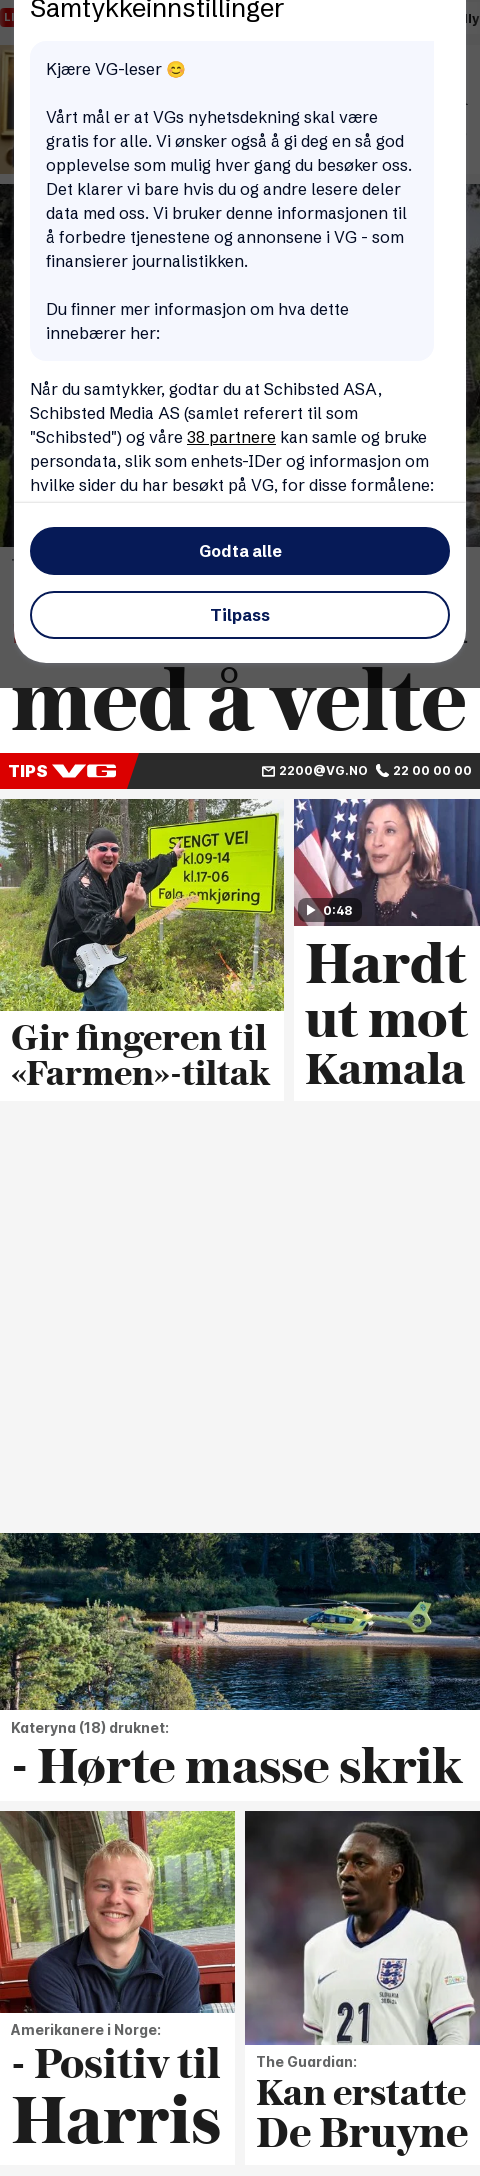 Samtykkeinnstillinger
Kjære VG-leser 😊
Vårt mål er at VGs nyhetsdekning skal være
gratis for alle. Vi ønsker også å gi deg en så god
opplevelse som mulig hver gang du besøker oss.
Det klarer vi bare hvis du og andre lesere deler
data med oss. Vi bruker denne informasjonen til
å forbedre tjenestene og annonsene i VG - som
finansierer journalistikken.
Du finner mer informasjon om hva dette
innebærer her:
Når du samtykker, godtar du at Schibsted ASA,
Schibsted Media AS (samlet referert til som
"Schibsted") og våre 38 partnere kan samle og bruke
persondata, slik som enhets-IDer og informasjon om
hvilke sider du har besøkt på VG, for disse formålene:
Godta alle
Tilpass
med å velte
TIPS VG
2200@VG.NO 22 00 00 00
STENGT VEI
kl.09-14
kl.17-06
Følg omkjøring
0:48
Gir fingeren til
«Farmen»-tiltak
Hardt
ut mot
Kamala
Kateryna (18) druknet:
- Hørte masse skrik
21
Amerikanere i Norge:
- Positiv til
Harris
The Guardian:
Kan erstatte
De Bruyne